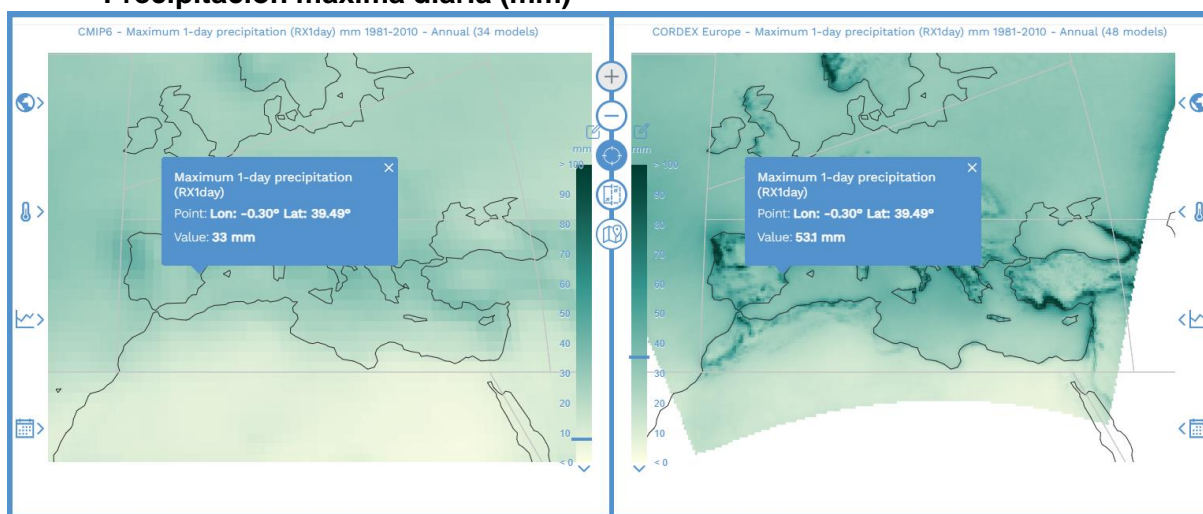 Precipitación máxima diaria (mm)
CMIP6 - Maximum 1-day precipitation (RX1day) mm 1981-2010 - Annual (34 models)
Maximum 1-day precipitation
(RX1day)
Point: Lon: -0.30° Lat: 39.49°
Value: 33 mm
mm
> 100
90
80
70
60
50
40
30
20
10
< 0
CORDEX Europe - Maximum 1-day precipitation (RX1day) mm 1981-2010 - Annual (48 models)
Maximum 1-day precipitation
(RX1day)
Point: Lon: -0.30° Lat: 39.49°
Value: 53.1 mm
mm
> 100
90
80
70
60
50
40
30
20
10
< 0